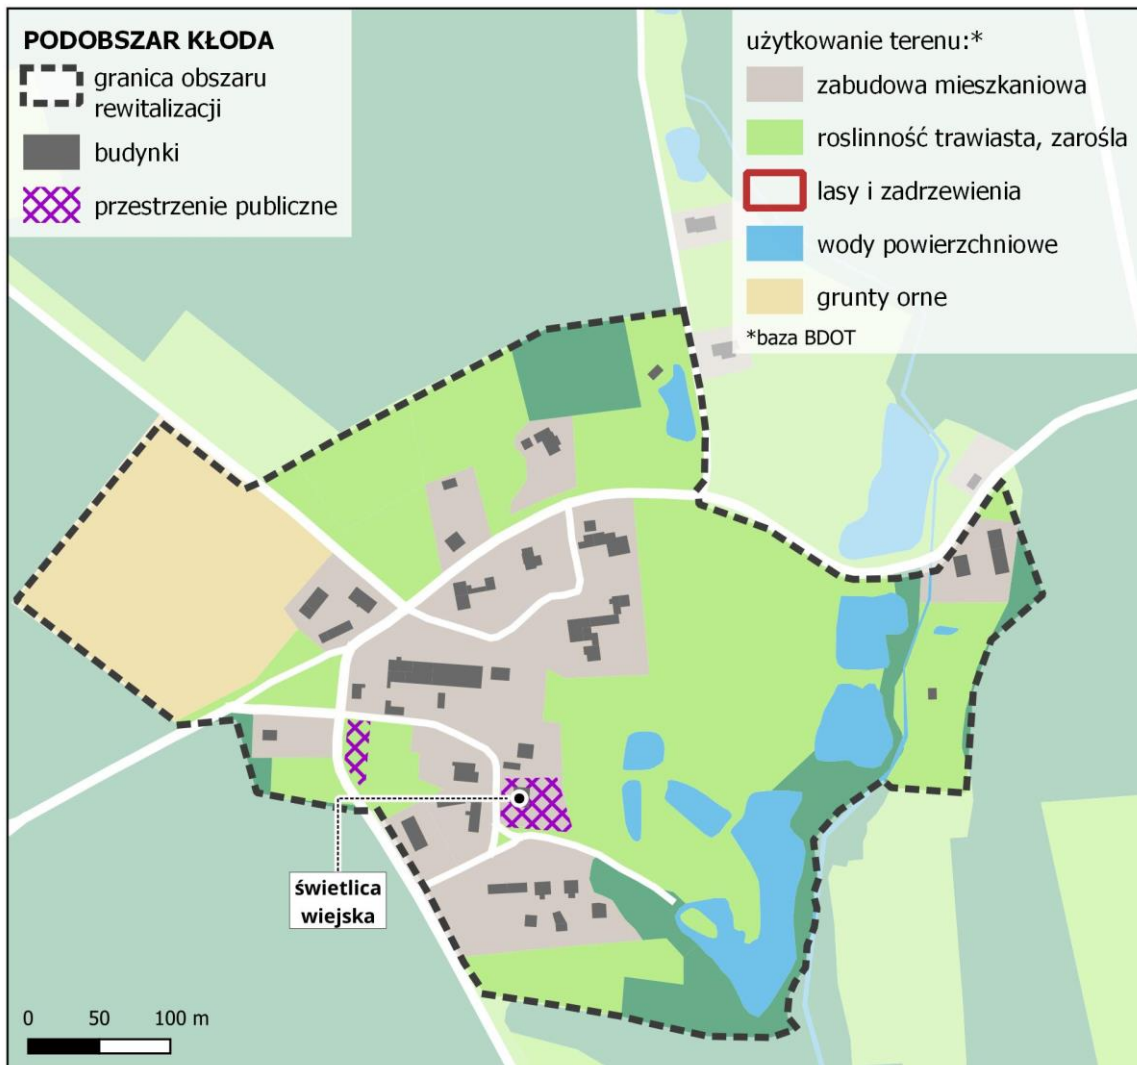 PODOBSZAR KŁODA
granica obszaru
rewitalizacji
budynki
przestrzenie publiczne
użytkowanie terenu:*
zabudowa mieszkaniowa
roslinność trawiasta, zarośla
lasy i zadrzewienia
wody powierzchniowe
grunty orne
*baza BDOT
świetlica
wiejska
0 50 100 m